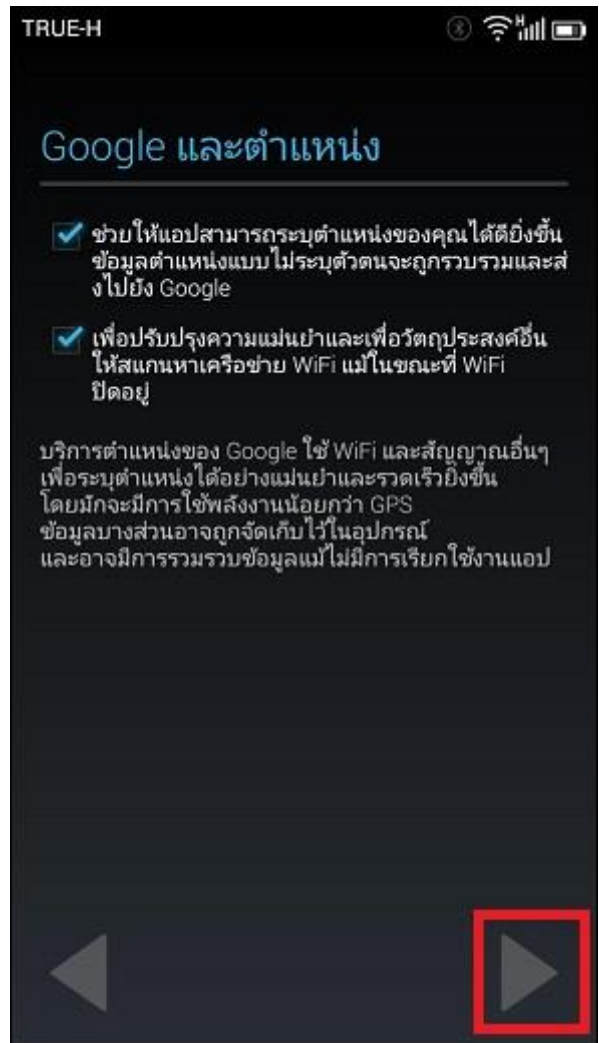 TRUE-H
H
Google และตำแหน่ง
ช่วยให้แอปสามารถระบุตำแหน่งของคุณได้ดียิ่งขึ้น
ข้อมูลตำแหน่งแบบไม่ระบุตัวตนจะถูกรวบรวมและส่
งไปยัง Google
เพื่อปรับปรุงความแม่นยำและเพื่อวัตถุประสงค์อื่น
ให้สแกนหาเครือข่าย WiFi แม้ในขณะที่ WiFi
ปิดอยู่
บริการตำแหน่งของ Google ใช้ WiFi และสัญญาณอื่นๆ
เพื่อระบุตำแหน่งได้อย่างแม่นยำและรวดเร็วยิ่งขึ้น
โดยมักจะมีการใช้พลังงานน้อยกว่า GPS
ข้อมูลบางส่วนอาจถูกจัดเก็บไว้ในอุปกรณ์
และอาจมีการรวมรวบข้อมูลแม้ไม่มีการเรียกใช้งานแอป